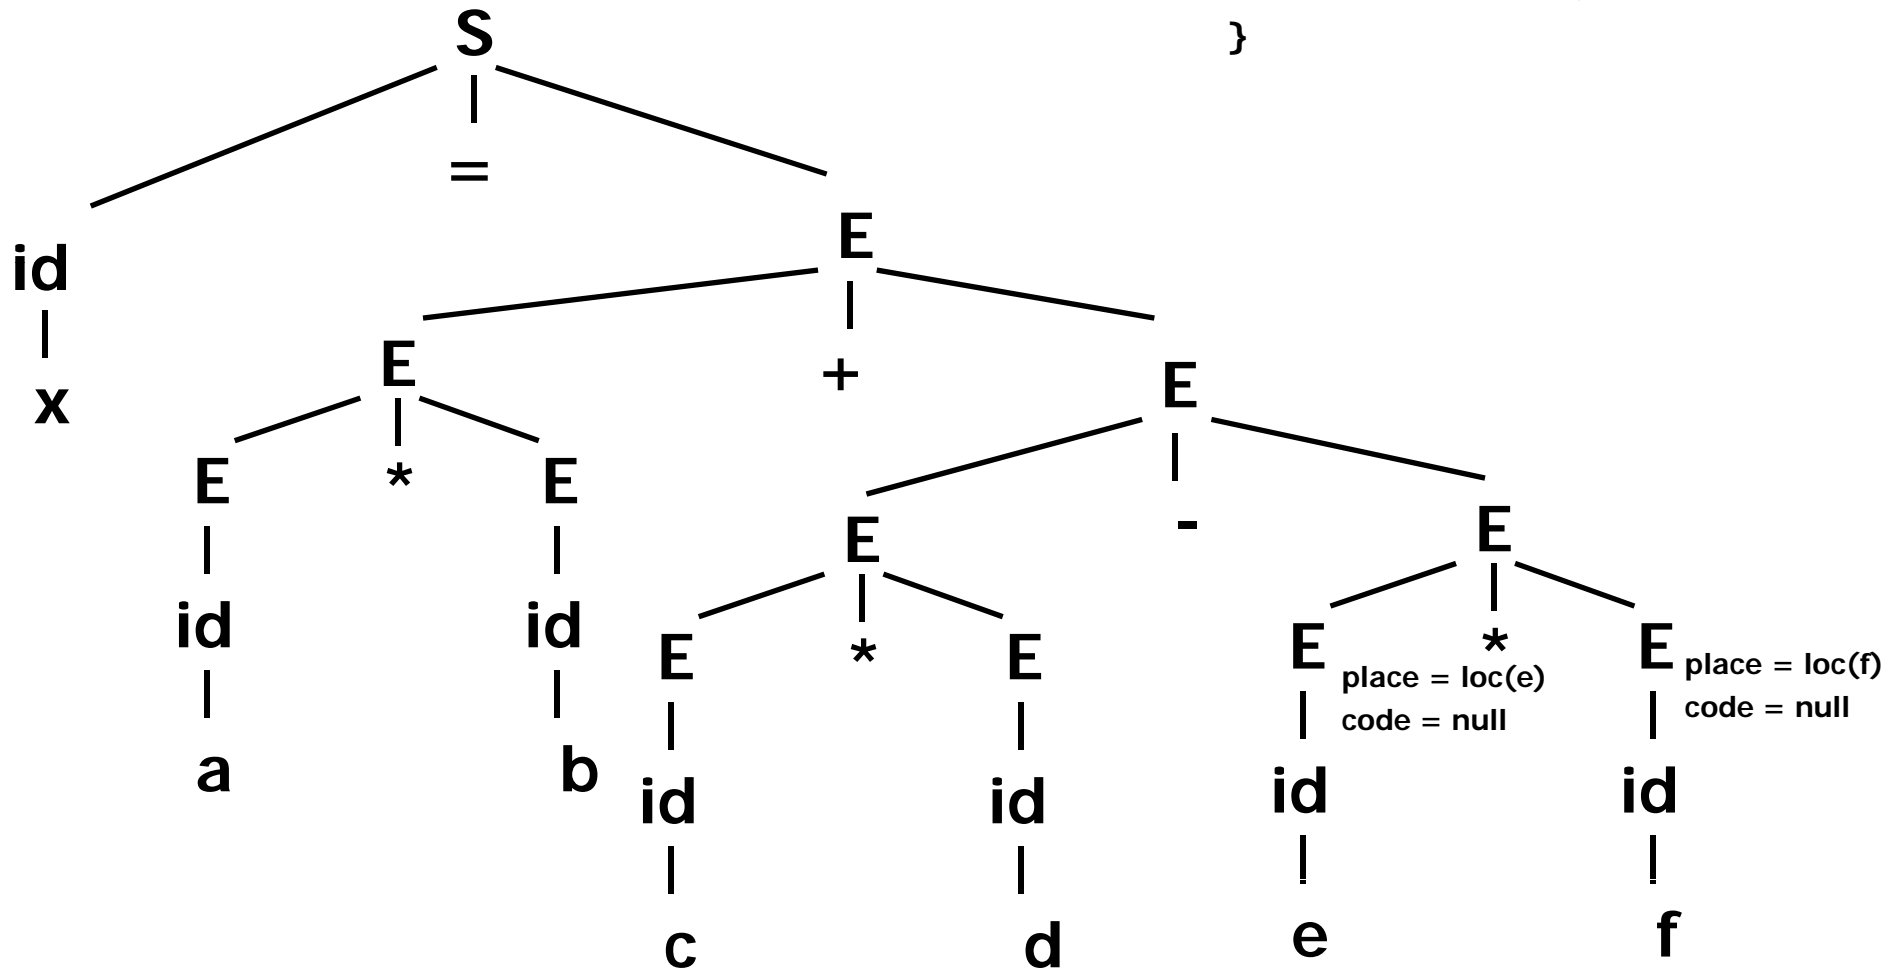 S
}
=
E
id
E
+
E
x
E * E
E
-
E
id
id
E * E
E * E
place = loc(e)
code = null
place = loc(f)
code = null
a
b
id
id
id
id
c
d
e
f